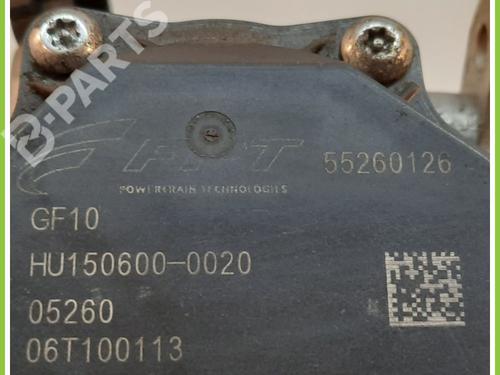 B-PARTS
FPT 55260126
POWERTRAIN TECHNOLOGIES
GF10
HU150600-0020
05260
06T100113